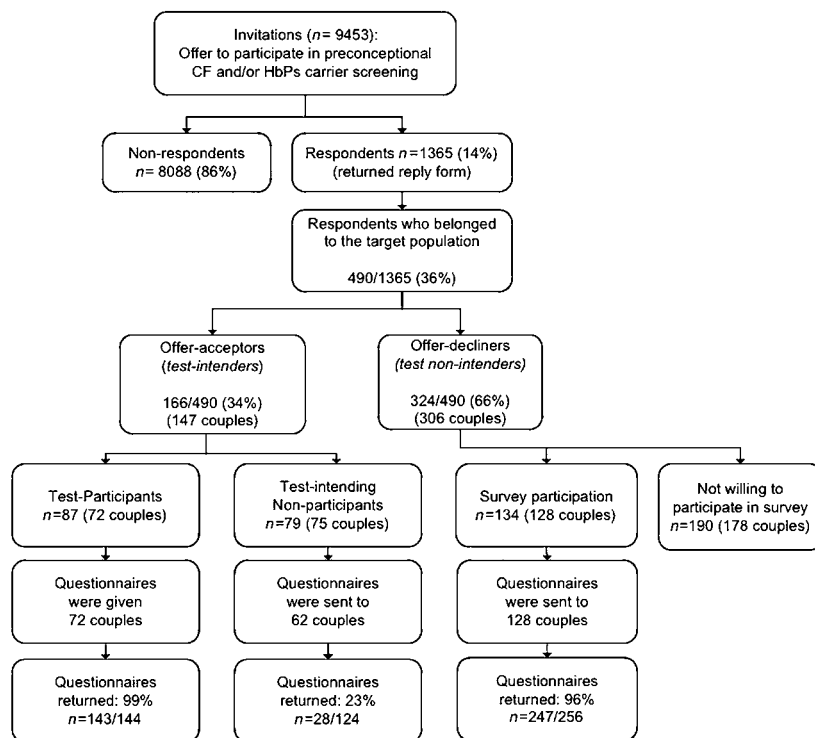 Invitations (n= 9453):
Offer to participate in preconceptional
CF and/or HbPs carrier screening
Non-respondents
n= 8088 (86%)
Respondents n=1365 (14%)
(returned reply form)
Respondents who belonged
to the target population
490/1365 (36%)
Offer-acceptors
(test-intenders)
166/490 (34%)
(147 couples)
Offer-decliners
(test non-intenders)
324/490 (66%)
(306 couples)
Test-Participants
n=87 (72 couples)
Test-intending
Non-participants
n=79 (75 couples)
Survey participation
n=134 (128 couples)
Not willing to
participate in survey
n=190 (178 couples)
Questionnaires
were given
72 couples
Questionnaires
were sent to
62 couples
Questionnaires
were sent to
128 couples
Questionnaires
returned: 99%
n=143/144
Questionnaires
returned: 23%
n=28/124
Questionnaires
returned: 96%
n=247/256